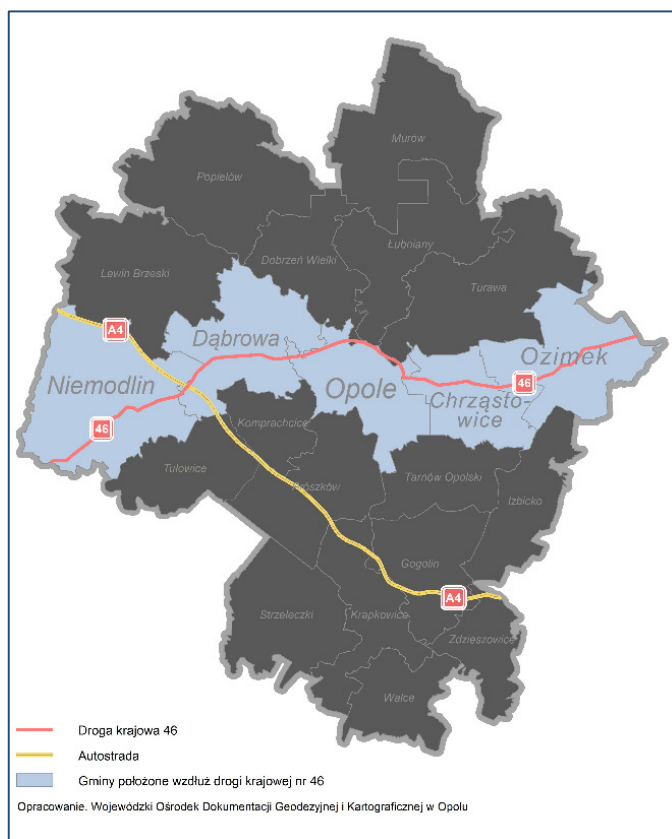 Murów
Popielów
Łubniany
Dobrzeń Wielki
Lewin Brzeski
Turawa
A4
Dąbrowa
Ozimek
Niemodlin
46
Opole
Chrząsto-
wice
46
Komprachcice
Tułowice
Prószków
Tarnów Opolski
Izbicko
Gogolin
A4
Strzeleczki
Krapkowice
Zdzieszowice
Walce
Droga krajowa 46
Autostrada
Gminy położone wzdłuż drogi krajowej nr 46
Opracowanie. Wojewódzki Ośrodek Dokumentacji Geodezyjnej i Kartograficznej w Opolu